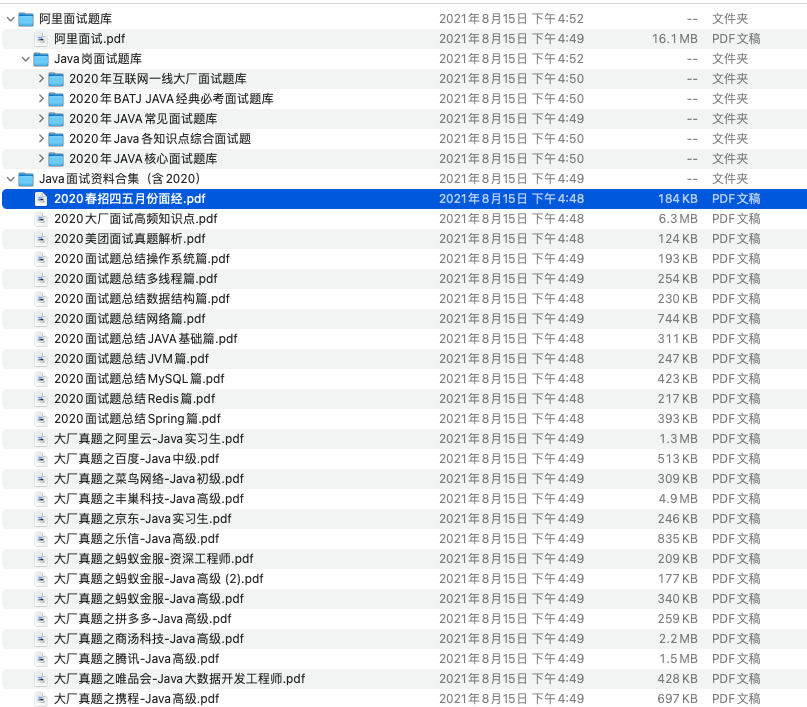 阿里面试题库 2021年8月15日 下午4:52 -- 文件夹
阿里面试.pdf 2021年8月15日 下午4:49 16.1 MB PDF文稿
Java岗面试题库 2021年8月15日 下午4:52 -- 文件夹
2020年互联网一线大厂面试题库 2021年8月15日 下午4:50 -- 文件夹
2020年BATJ JAVA经典必考面试题库 2021年8月15日 下午4:50 -- 文件夹
2020年JAVA常见面试题库 2021年8月15日 下午4:49 -- 文件夹
2020年Java各知识点综合面试题 2021年8月15日 下午4:50 -- 文件夹
2020年JAVA核心面试题库 2021年8月15日 下午4:50 -- 文件夹
Java面试资料合集（含2020） 2021年8月15日 下午4:49 -- 文件夹
2020春招四五月份面经.pdf 2021年8月15日 下午4:48 184 KB PDF文稿
2020大厂面试高频知识点.pdf 2021年8月15日 下午4:48 6.3 MB PDF文稿
2020美团面试真题解析.pdf 2021年8月15日 下午4:48 124 KB PDF文稿
2020面试题总结操作系统篇.pdf 2021年8月15日 下午4:49 193 KB PDF文稿
2020面试题总结多线程篇.pdf 2021年8月15日 下午4:49 254 KB PDF文稿
2020面试题总结数据结构篇.pdf 2021年8月15日 下午4:48 230 KB PDF文稿
2020面试题总结网络篇.pdf 2021年8月15日 下午4:49 744 KB PDF文稿
2020面试题总结JAVA基础篇.pdf 2021年8月15日 下午4:48 311 KB PDF文稿
2020面试题总结JVM篇.pdf 2021年8月15日 下午4:48 247 KB PDF文稿
2020面试题总结MySQL篇.pdf 2021年8月15日 下午4:48 423 KB PDF文稿
2020面试题总结Redis篇.pdf 2021年8月15日 下午4:48 217 KB PDF文稿
2020面试题总结Spring篇.pdf 2021年8月15日 下午4:48 393 KB PDF文稿
大厂真题之阿里云-Java实习生.pdf 2021年8月15日 下午4:49 1.3 MB PDF文稿
大厂真题之百度-Java中级.pdf 2021年8月15日 下午4:49 513 KB PDF文稿
大厂真题之菜鸟网络-Java初级.pdf 2021年8月15日 下午4:49 309 KB PDF文稿
大厂真题之丰巢科技-Java高级.pdf 2021年8月15日 下午4:49 4.9 MB PDF文稿
大厂真题之京东-Java实习生.pdf 2021年8月15日 下午4:49 246 KB PDF文稿
大厂真题之乐信-Java高级.pdf 2021年8月15日 下午4:49 835 KB PDF文稿
大厂真题之蚂蚁金服-资深工程师.pdf 2021年8月15日 下午4:49 209 KB PDF文稿
大厂真题之蚂蚁金服-Java高级 (2).pdf 2021年8月15日 下午4:49 177 KB PDF文稿
大厂真题之蚂蚁金服-Java高级.pdf 2021年8月15日 下午4:49 340 KB PDF文稿
大厂真题之拼多多-Java高级.pdf 2021年8月15日 下午4:49 259 KB PDF文稿
大厂真题之商汤科技-Java高级.pdf 2021年8月15日 下午4:49 2.2 MB PDF文稿
大厂真题之腾讯-Java高级.pdf 2021年8月15日 下午4:49 1.5 MB PDF文稿
大厂真题之唯品会-Java大数据开发工程师.pdf 2021年8月15日 下午4:49 428 KB PDF文稿
大厂真题之携程-Java高级.pdf 2021年8月15日 下午4:49 697 KB PDF文稿